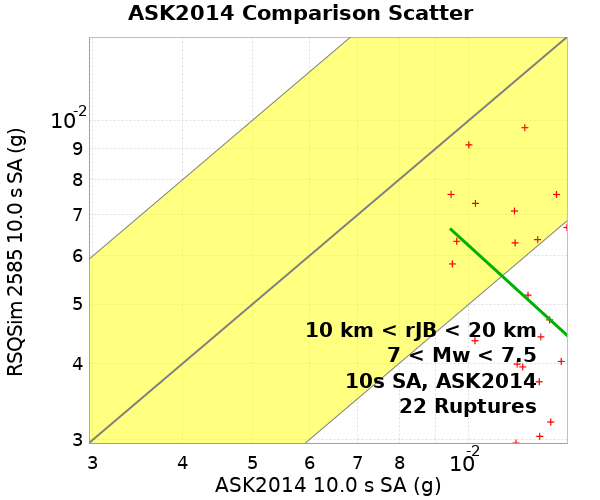 ASK2014 Comparison Scatter
RSQSim 2585 10.0 s SA (g)
10-2
9
8
7
6
5
4
3
10 km < rJB < 20 km
7 < Mw < 7.5
10s SA, ASK2014
22 Ruptures
3 4 5 6 7 8 10-2
ASK2014 10.0 s SA (g)